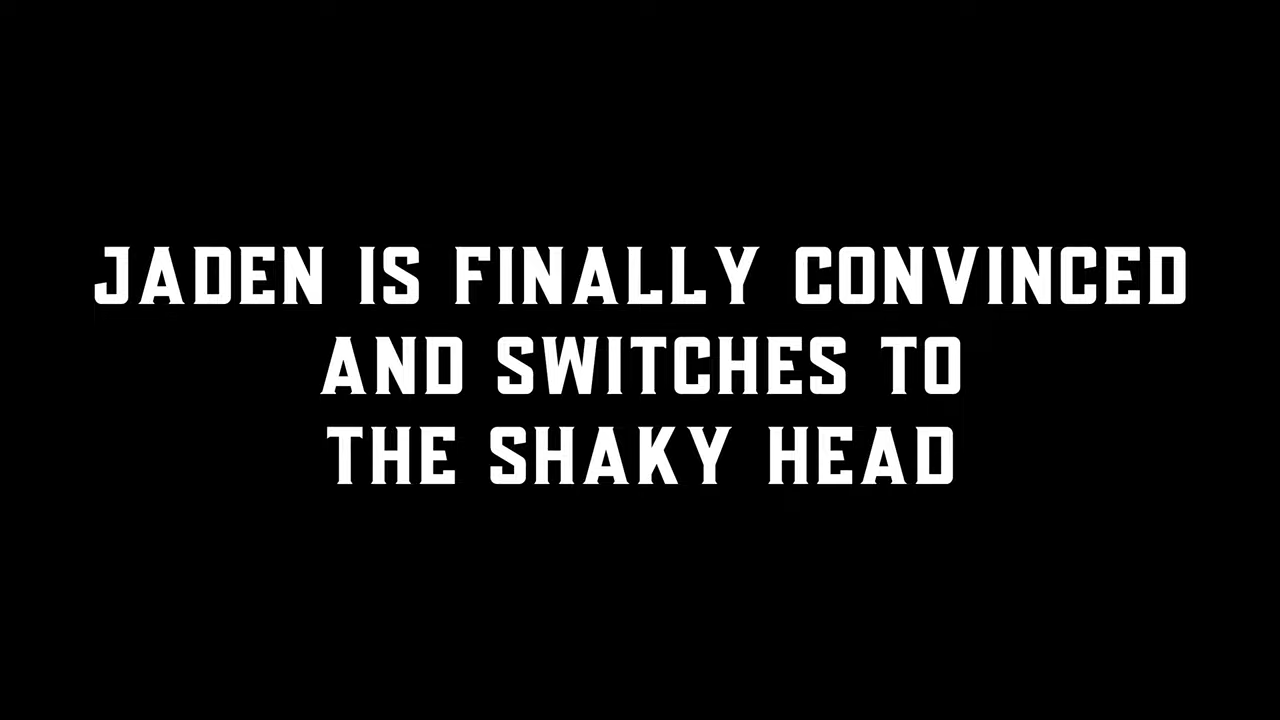 JADEN IS FINALLY CONVINCED
AND SWITCHES TO
THE SHAKY HEAD